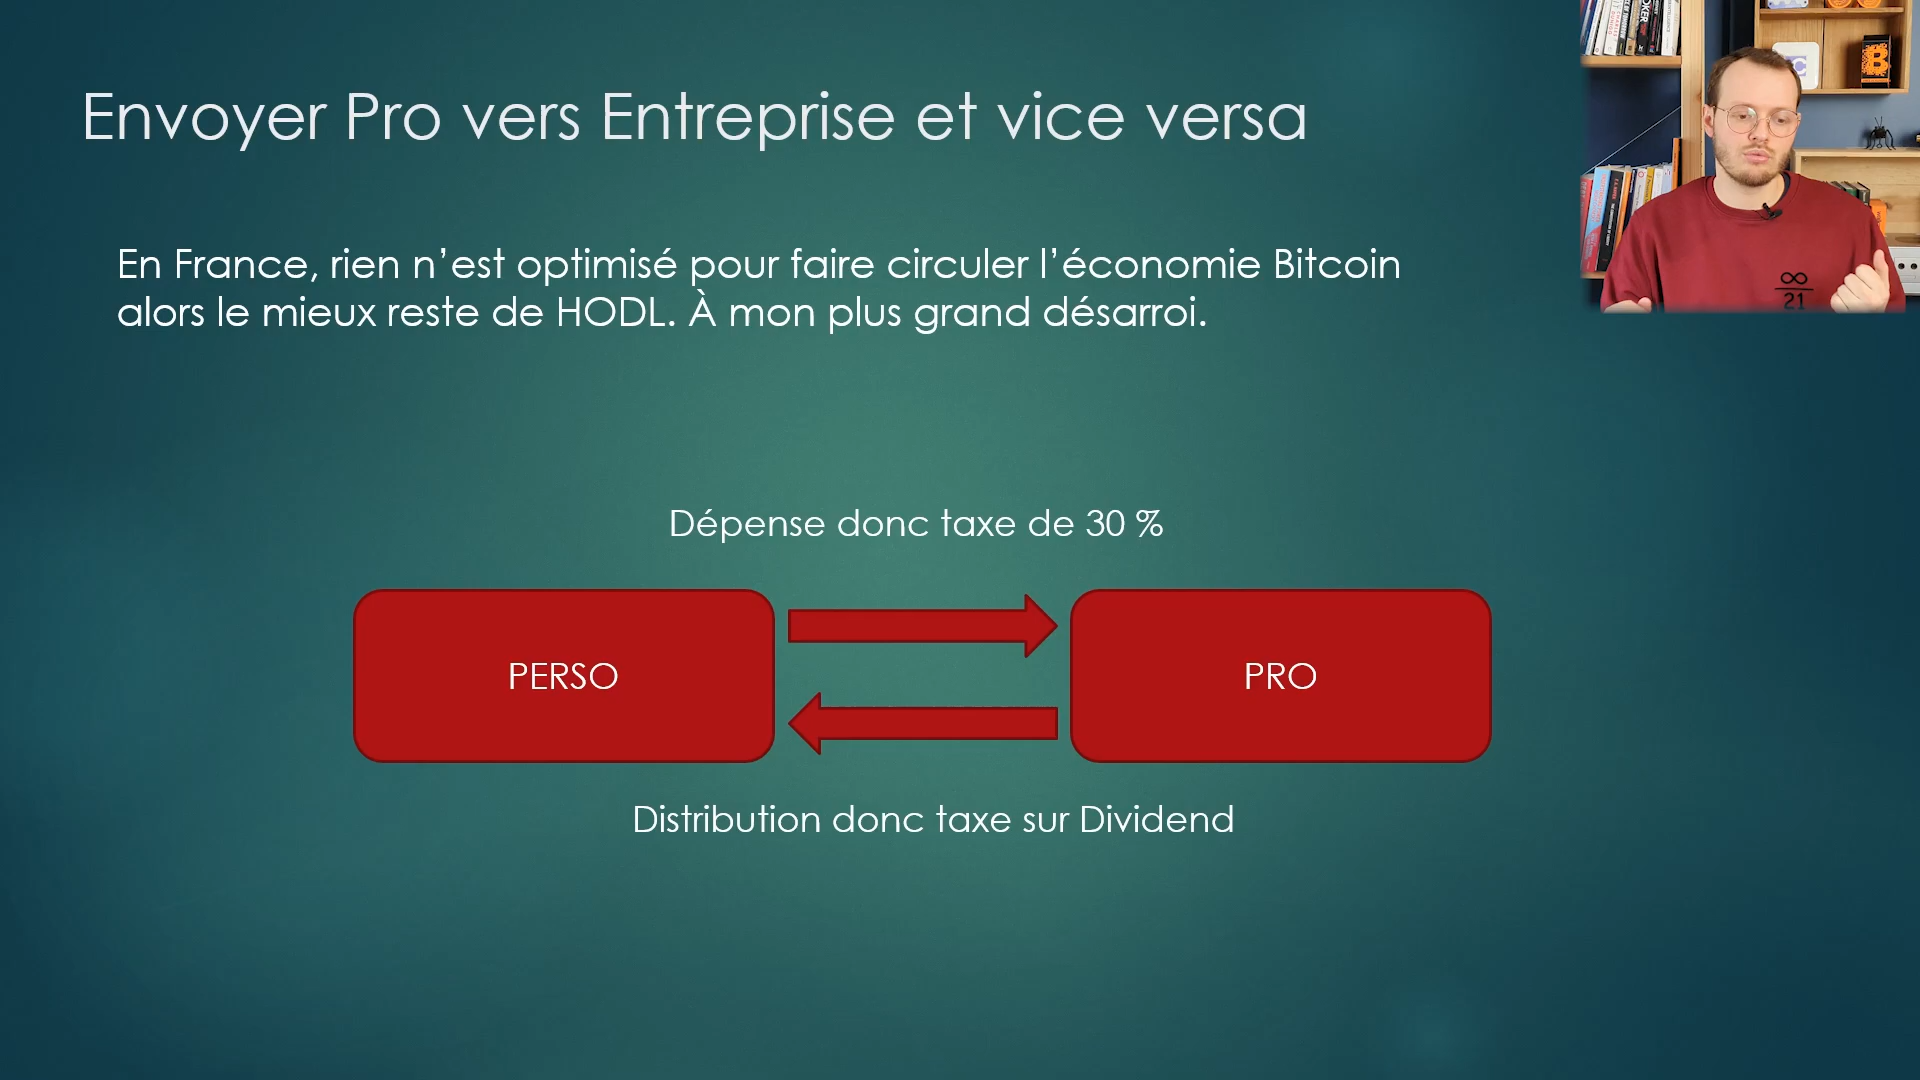 Envoyer Pro vers Entreprise et vice versa
En France, rien n’est optimisé pour faire circuler l’économie Bitcoin
alors le mieux reste de HODL. À mon plus grand désarroi.
Dépense donc taxe de 30 %
PERSO
PRO
Distribution donc taxe sur Dividend
∞
21